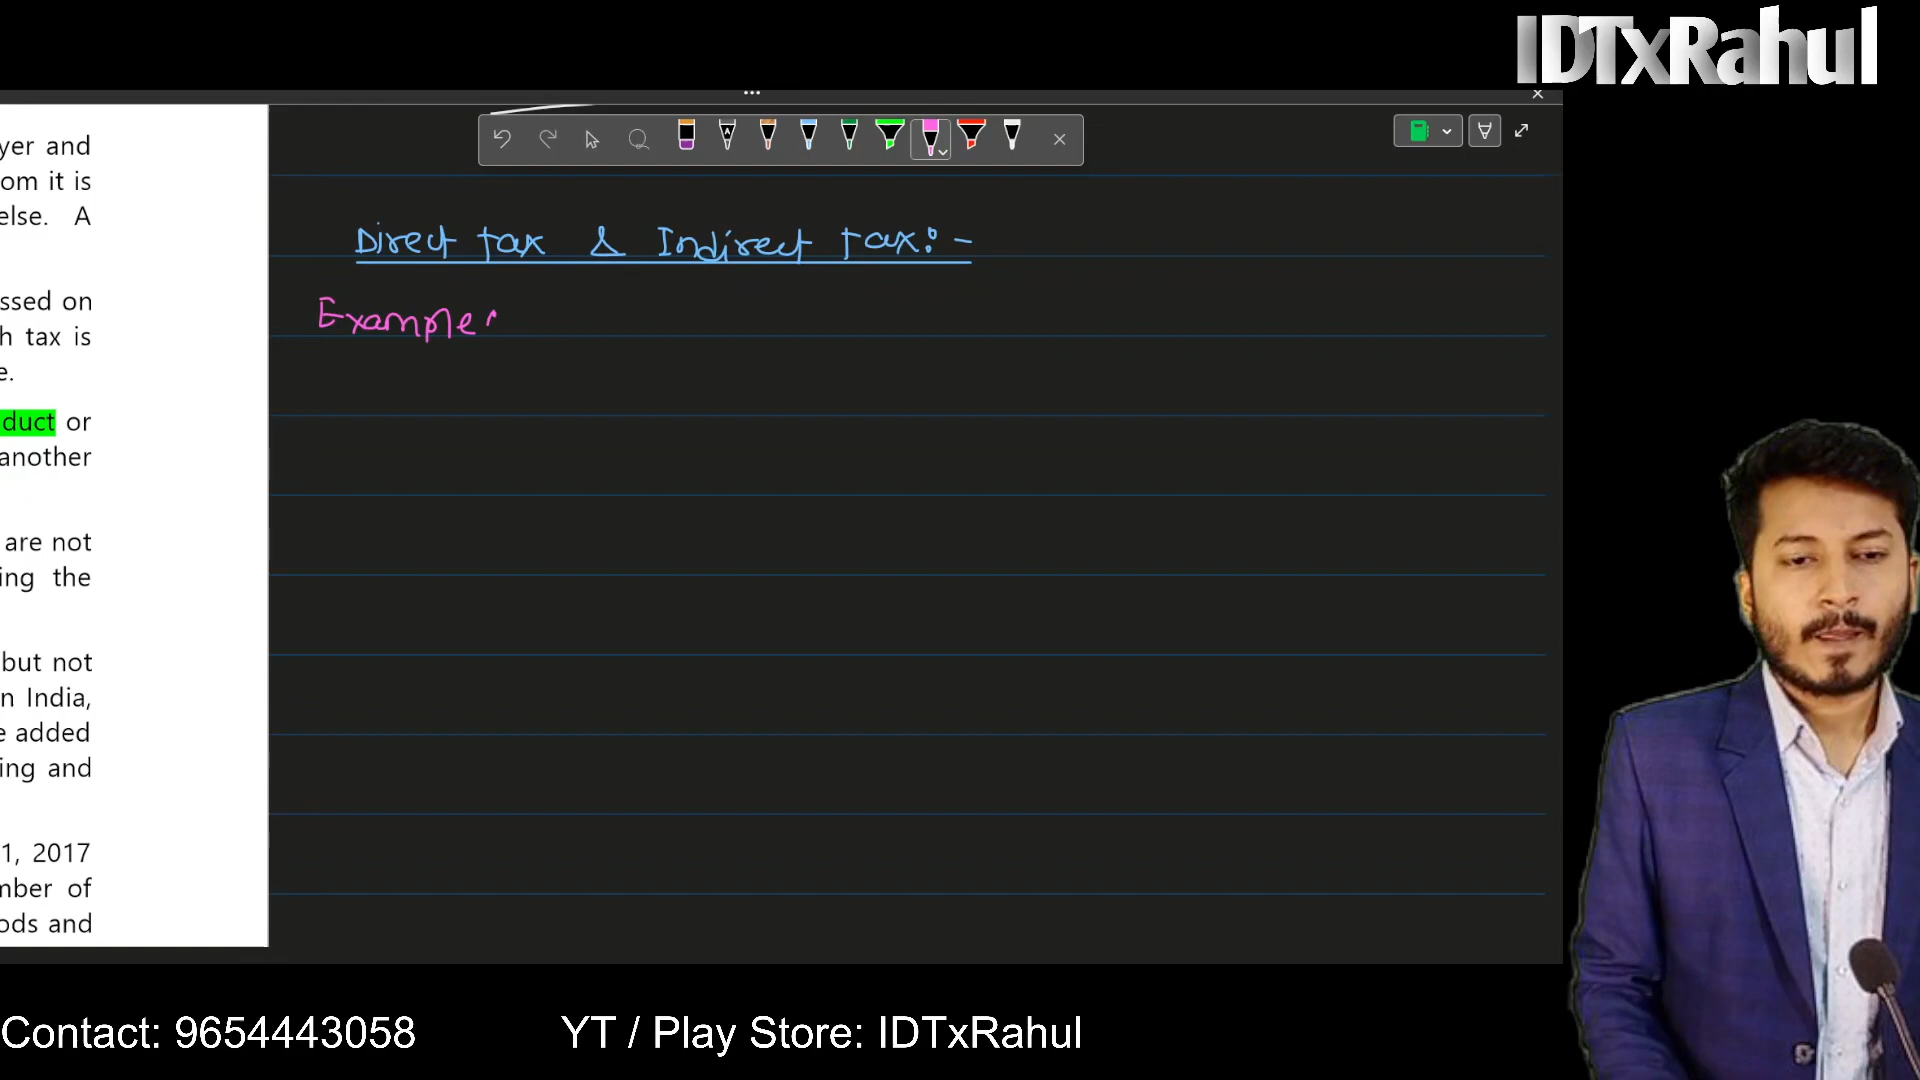 IDTxRahul
yer and
om it is
else. A
ssed on
h tax is
e.
duct or
another
are not
ing the
but not
n India,
e added
ing and
1, 2017
mber of
ods and
Direct tax & Indirect tax:-
Example
Contact: 9654443058 YT / Play Store: IDTxRahul